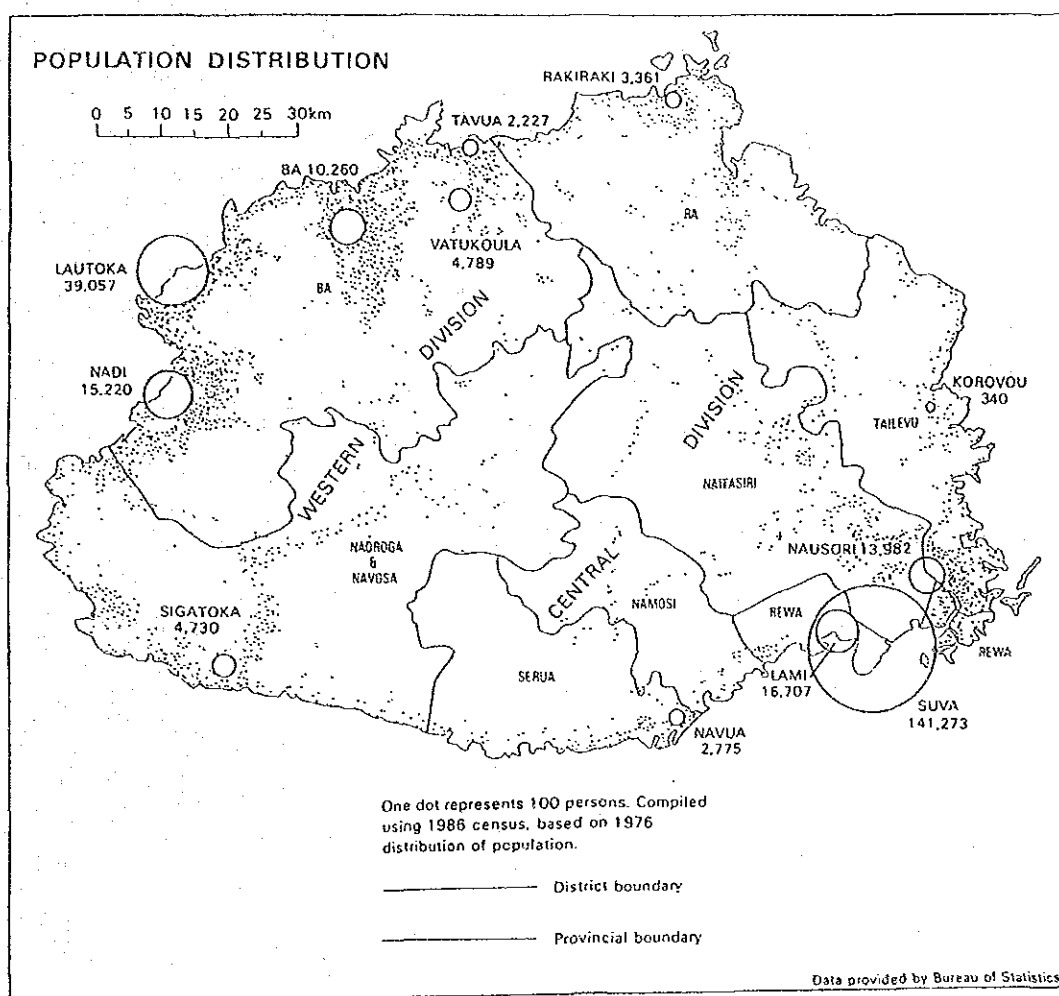 POPULATION DISTRIBUTION
0 5 10 15 20 25 30km
RAKIRAKI 3,361
TAVUA 2,227
BA 10,260
RA
VATUKOULA
4,789
LAUTOKA
39,057
BA
DIVISION
NADI
15,220
KOROVOU
340
TAILEVU
DIVISION
WESTERN
NAITASIRI
NADROGA
&
NAVOSA
NAUSORI 13,982
CENTRAL
SIGATOKA
4,730
NAMOSI
REWA
REWA
SERUA
LAMI
16,707
SUVA
141,273
NAVUA
2,775
One dot represents 100 persons. Compiled
using 1986 census, based on 1976
distribution of population.
District boundary
Provincial boundary
Data provided by Bureau of Statistics